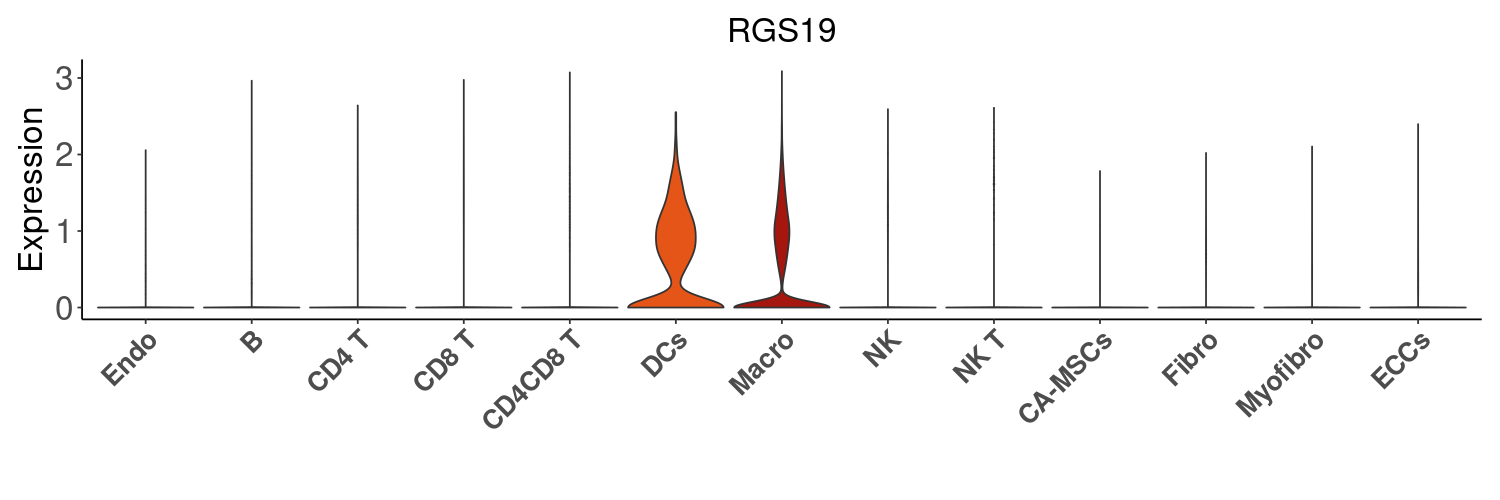 RGS19
Expression
3
2
1
0
Endo
B
CD4 T
CD8 T
CD4CD8 T
DCs
Macro
NK
NK T
CA-MSCs
Fibro
Myofibro
ECCs